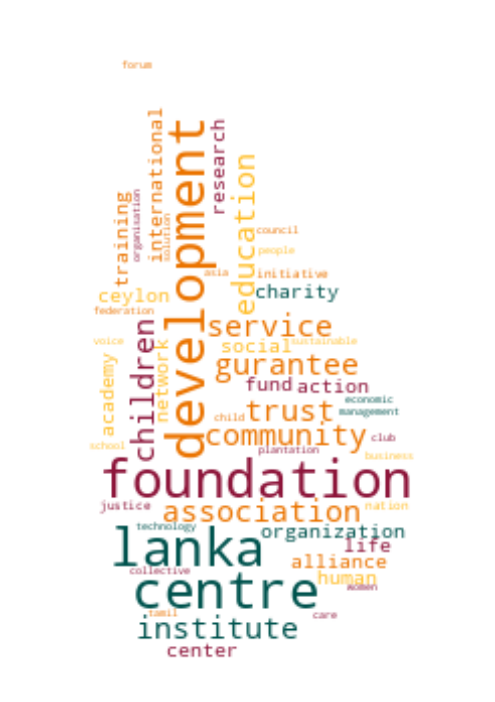 forum
international
development
research
education
training
organisation
solution
council
people
asia
initiative
ceylon
charity
federation
service
children
voice
network
social
sustainable
academy
gurantee
fund
action
economic
management
child
trust
community
club
school
plantation
business
foundation
justice
association
nation
technology
organization
lanka
life
alliance
collective
human
centre
women
tamil
care
institute
center